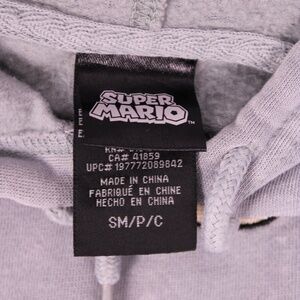 SUPER
MARIO
CA# 41859
UPC# 197772089842
MADE IN CHINA
FABRIQUÉ EN CHINE
HECHO EN CHINA
SM/P/C